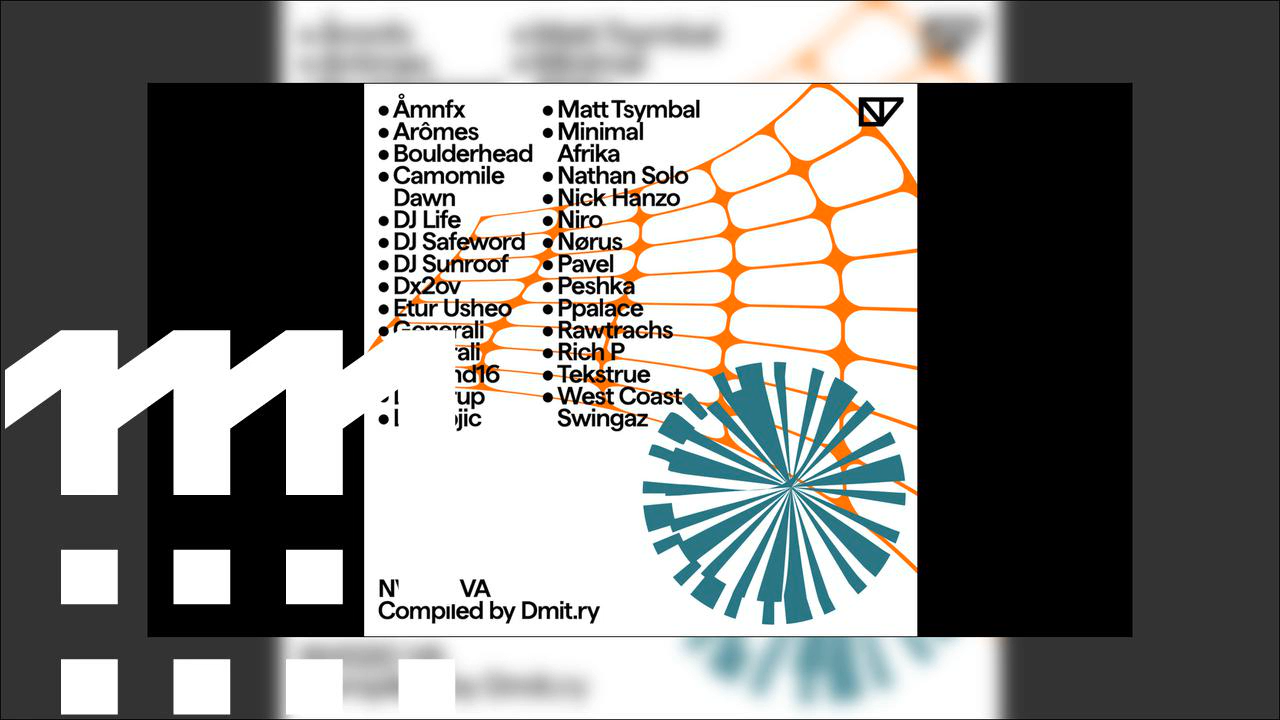 Åmnfx
Arômes
Boulderhead
Camomile
Dawn
DJ Life
DJ Safeword
DJ Sunroof
Dx2ov
Etur Usheo
Matt Tsymbal
Minimal
Afrika
Nathan Solo
Nick Hanzo
Niro
Nørus
Pavel
Peshka
Ppalace
Rawtrachs
Rich P
Tekstrue
West Coast
Swingaz
VA
Compiled by Dmit.ry